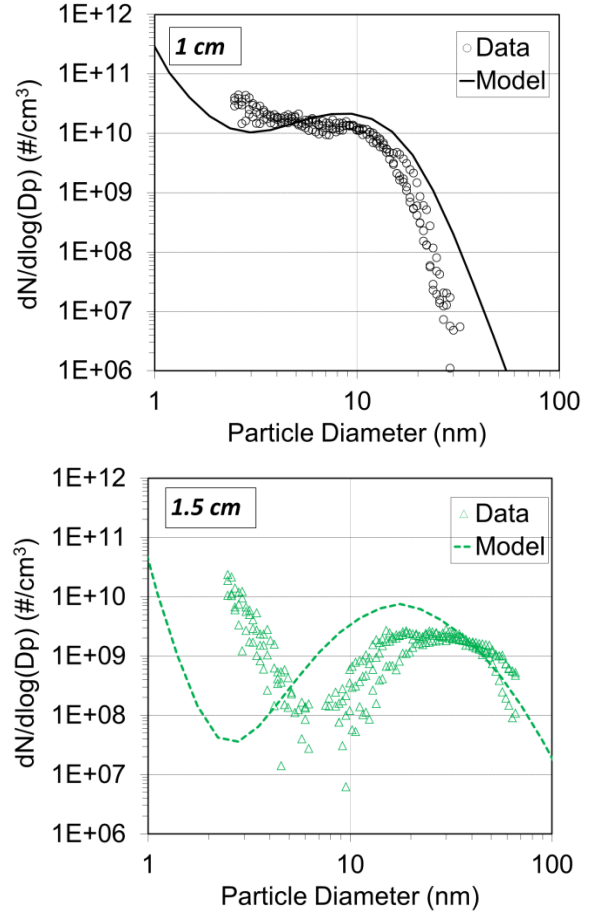 1 cm
Data
Model
1E+12
1E+11
1E+10
1E+09
1E+08
1E+07
1E+06
dN/dlog(Dp) (#/cm³)
1 10 100
Particle Diameter (nm)
1.5 cm
Data
Model
1E+12
1E+11
1E+10
1E+09
1E+08
1E+07
1E+06
dN/dlog(Dp) (#/cm³)
1 10 100
Particle Diameter (nm)